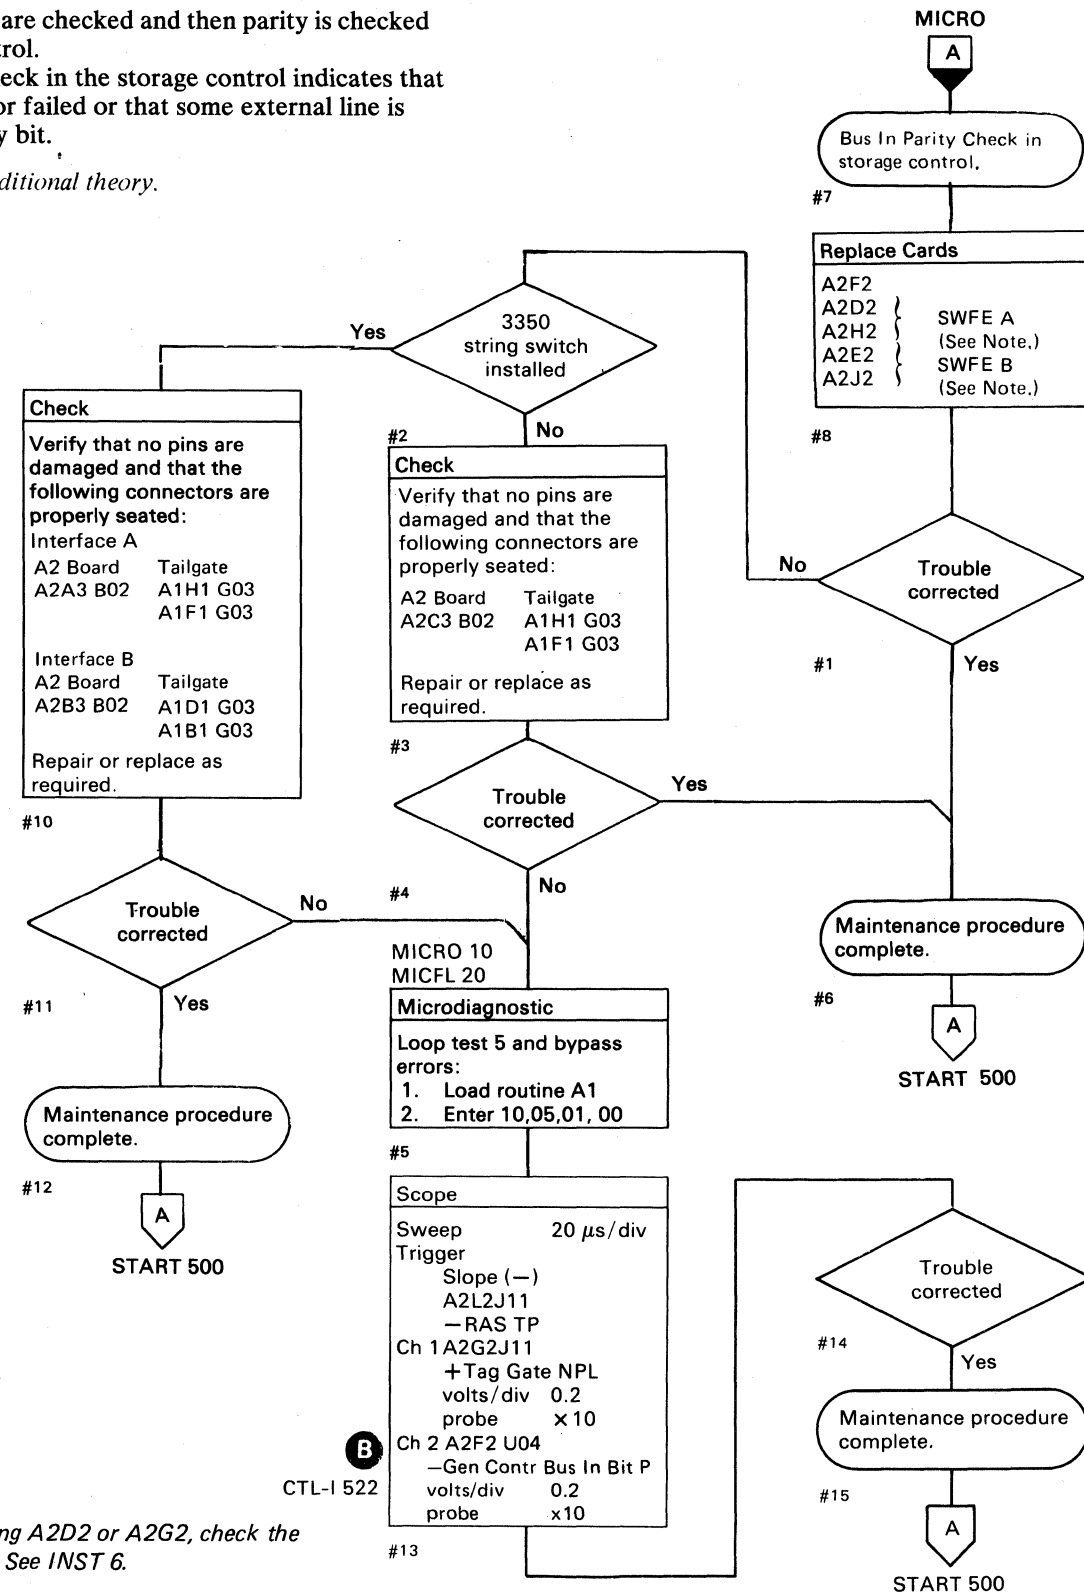 are checked and then parity is checked
trol.
eck in the storage control indicates that
or failed or that some external line is
y bit.
ditional theory.
MICRO
A
Bus In Parity Check in
storage control.
#7
Replace Cards
A2F2
A2D2
A2H2
SWFE A
(See Note.)
A2E2
A2J2
SWFE B
(See Note.)
#8
Trouble
corrected
No
Yes
#1
3350
string switch
installed
Yes
No
#2
Check
Verify that no pins are
damaged and that the
following connectors are
properly seated:
Interface A
A2 Board Tailgate
A2A3 B02 A1H1 G03
A1F1 G03
Interface B
A2 Board Tailgate
A2B3 B02 A1D1 G03
A1B1 G03
Repair or replace as
required.
#10
Check
Verify that no pins are
damaged and that the
following connectors are
properly seated:
A2 Board Tailgate
A2C3 B02 A1H1 G03
A1F1 G03
Repair or replace as
required.
#3
Trouble
corrected
Yes
No
#4
Trouble
corrected
No
Yes
#11
Maintenance procedure
complete.
#6
A
START 500
MICRO 10
MICFL 20
Microdiagnostic
Loop test 5 and bypass
errors:
1. Load routine A1
2. Enter 10,05,01, 00
#5
Maintenance procedure
complete.
#12
A
START 500
Scope
Sweep 20 μs/div
Trigger
Slope (—)
A2L2J11
—RAS TP
Ch 1 A2G2J11
+Tag Gate NPL
volts/div 0.2
probe ×10
Ch 2 A2F2 U04
—Gen Contr Bus In Bit P
volts/div 0.2
probe x10
B
CTL-I 522
#13
Trouble
corrected
#14
Yes
Maintenance procedure
complete.
#15
A
START 500
ng A2D2 or A2G2, check the
See INST 6.